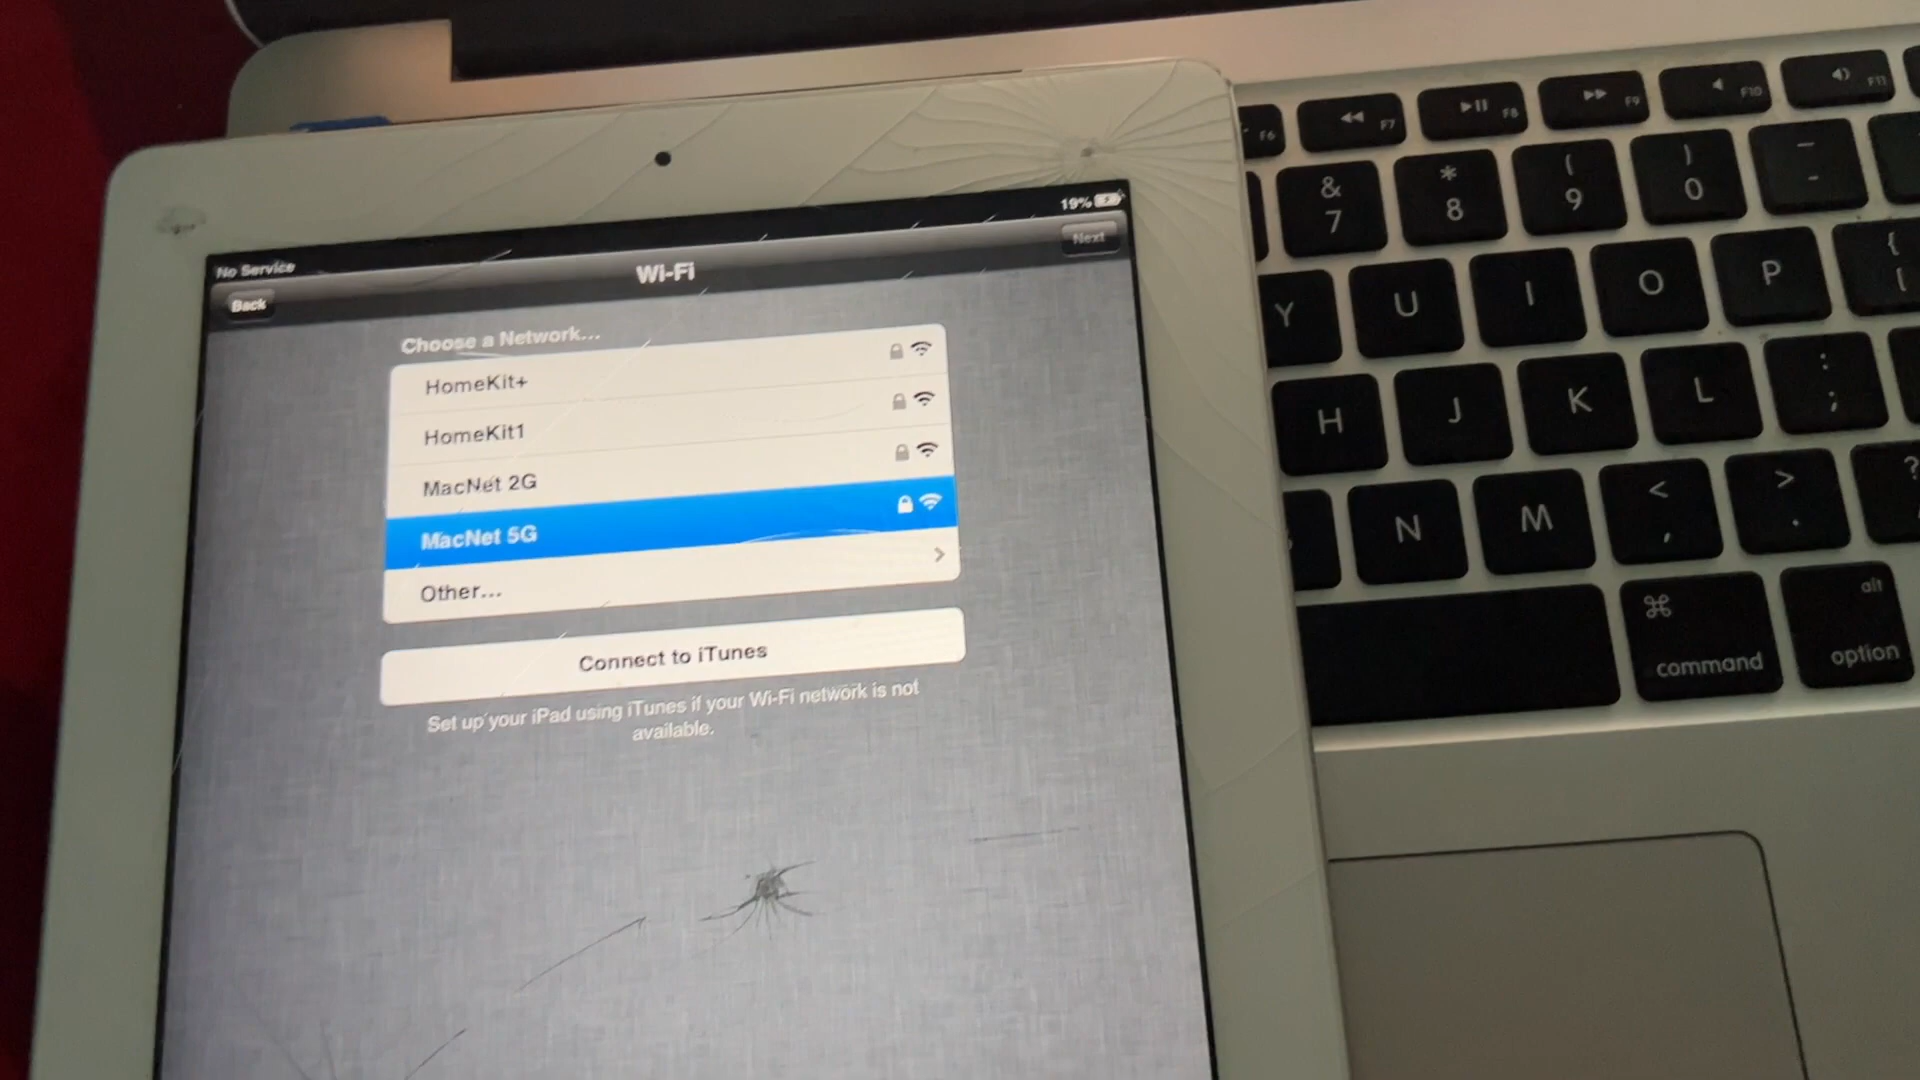 No Service
19%
Back
Wi-Fi
Next
Choose a Network...
HomeKit+
HomeKit1
MacNet 2G
MacNet 5G
Other...
Connect to iTunes
Set up your iPad using iTunes if your Wi-Fi network is not
available.
F6
F7
F8
F9
F10
F11
& 7
* 8
( 9
) 0
_ -
Y
U
I
O
P
{ [
H
J
K
L
: ;
N
M
< ,
> .
?
⌘ command
alt option